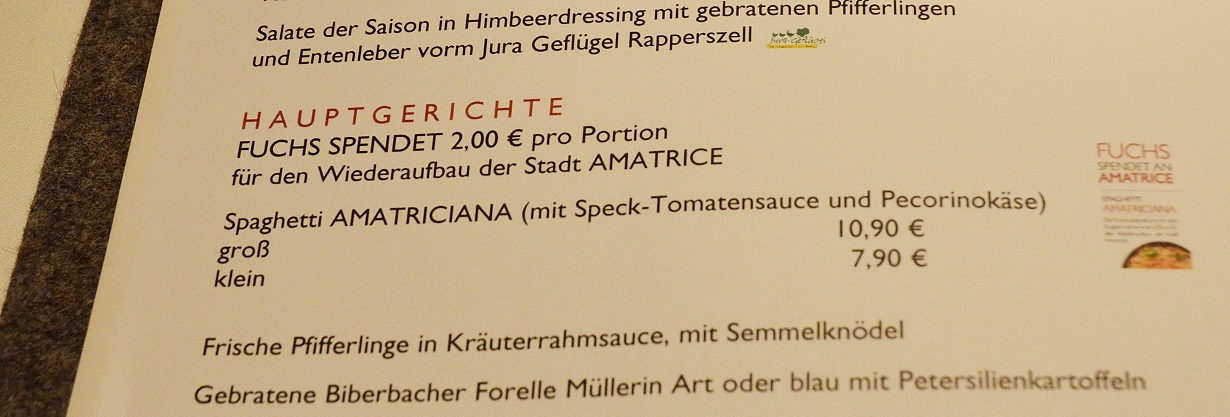 Salate der Saison in Himbeerdressing mit gebratenen Pfifferlingen
und Entenleber vorm Jura Geflügel Rapperszell
Jura-Geflügel
HAUPTGERICHTE
FUCHS SPENDET 2,00 € pro Portion
für den Wiederaufbau der Stadt AMATRICE
FUCHS
SPENDET AN
AMATRICE
SPAGHETTI
AMATRICIANA
Spaghetti AMATRICIANA (mit Speck-Tomatensauce und Pecorinokäse)
groß 10,90 €
klein 7,90 €
Frische Pfifferlinge in Kräuterrahmsauce, mit Semmelknödel
Gebratene Biberbacher Forelle Müllerin Art oder blau mit Petersilienkartoffeln